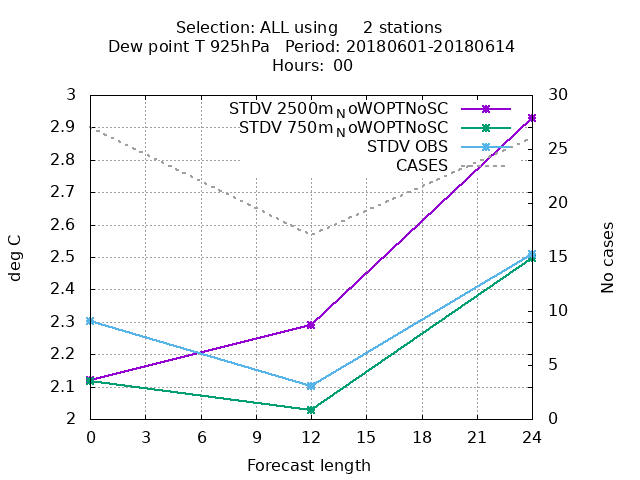 Selection: ALL using     2 stations
Dew point T 925hPa   Period: 20180601-20180614
Hours:  00
3
2.9
2.8
2.7
2.6
2.5
2.4
2.3
2.2
2.1
2
deg C
30
25
20
15
10
5
0
No cases
STDV 2500m_NoWOPTNoSC
STDV 750m_NoWOPTNoSC
STDV OBS
CASES
0 3 6 9 12 15 18 21 24
Forecast length